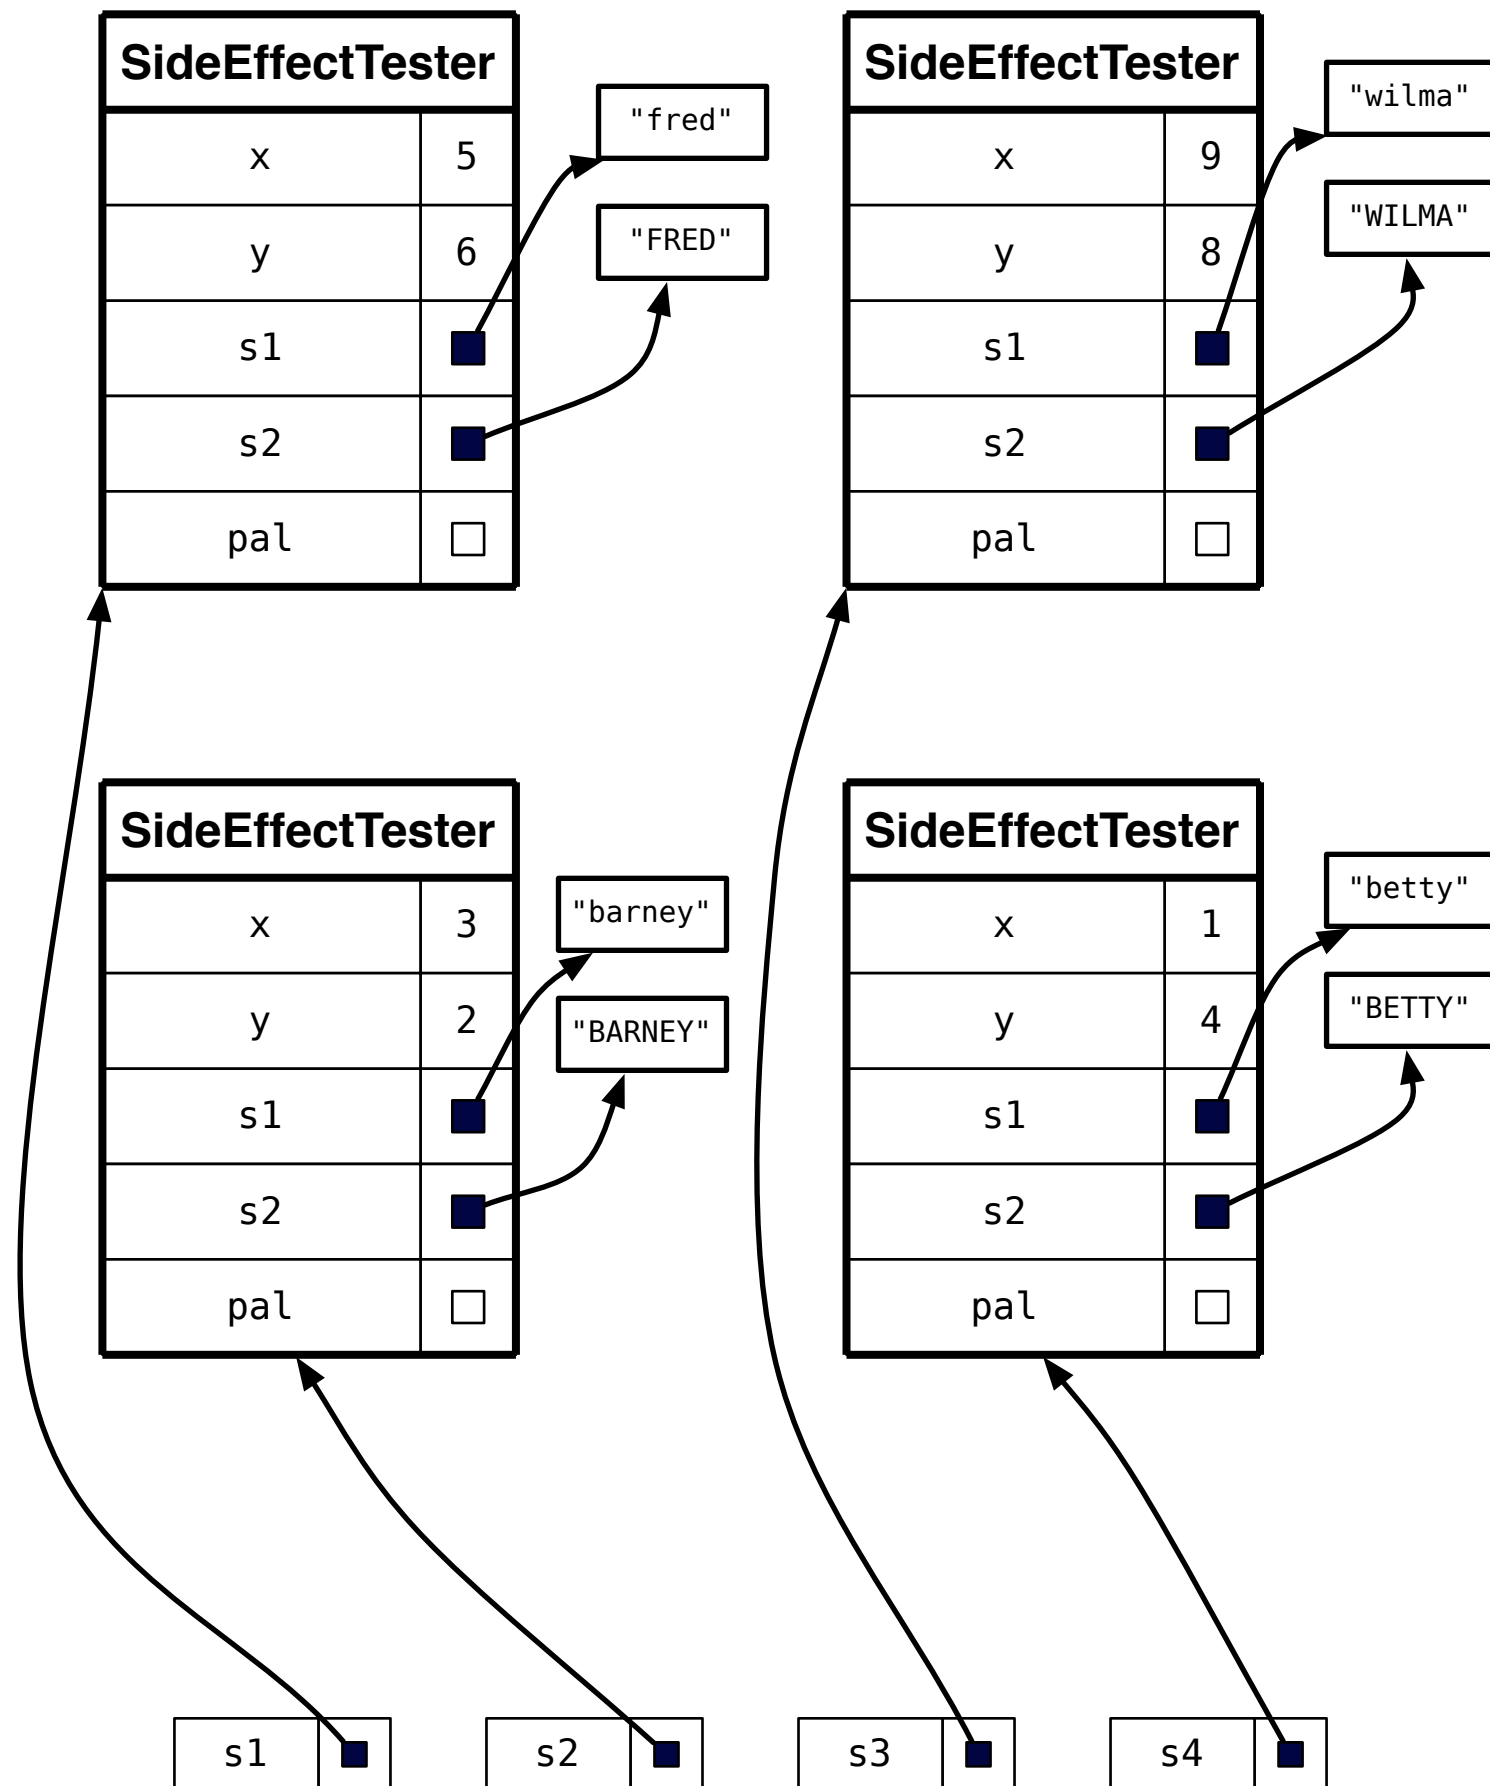 SideEffectTester
x 5
y 6
s1
s2
pal
"fred"
"FRED"
SideEffectTester
x 9
y 8
s1
s2
pal
"wilma"
"WILMA"
SideEffectTester
x 3
y 2
s1
s2
pal
"barney"
"BARNEY"
SideEffectTester
x 1
y 4
s1
s2
pal
"betty"
"BETTY"
s1 s2 s3 s4